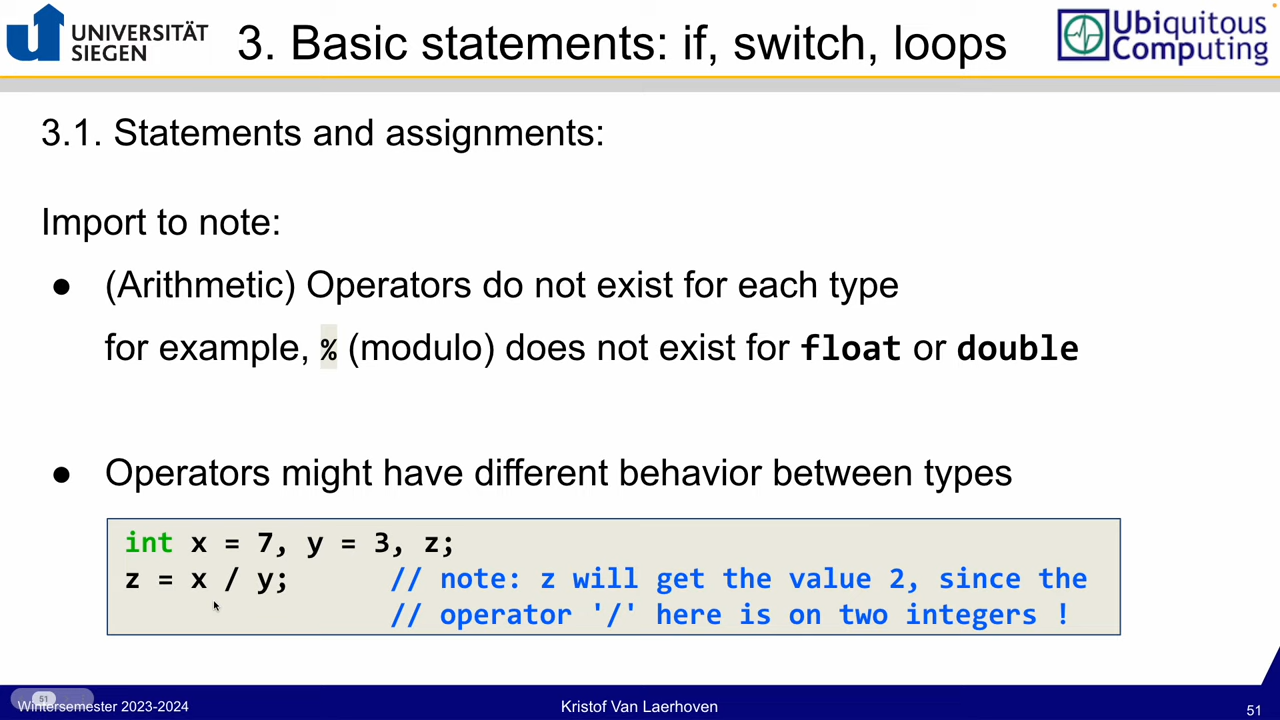 UNIVERSITÄT
SIEGEN
3. Basic statements: if, switch, loops
Ubiquitous
Computing
3.1. Statements and assignments:
Import to note:
● (Arithmetic) Operators do not exist for each type
for example, % (modulo) does not exist for float or double
● Operators might have different behavior between types
int x = 7, y = 3, z;
z = x / y; // note: z will get the value 2, since the
// operator '/' here is on two integers !
51
Wintersemester 2023-2024
Kristof Van Laerhoven
51